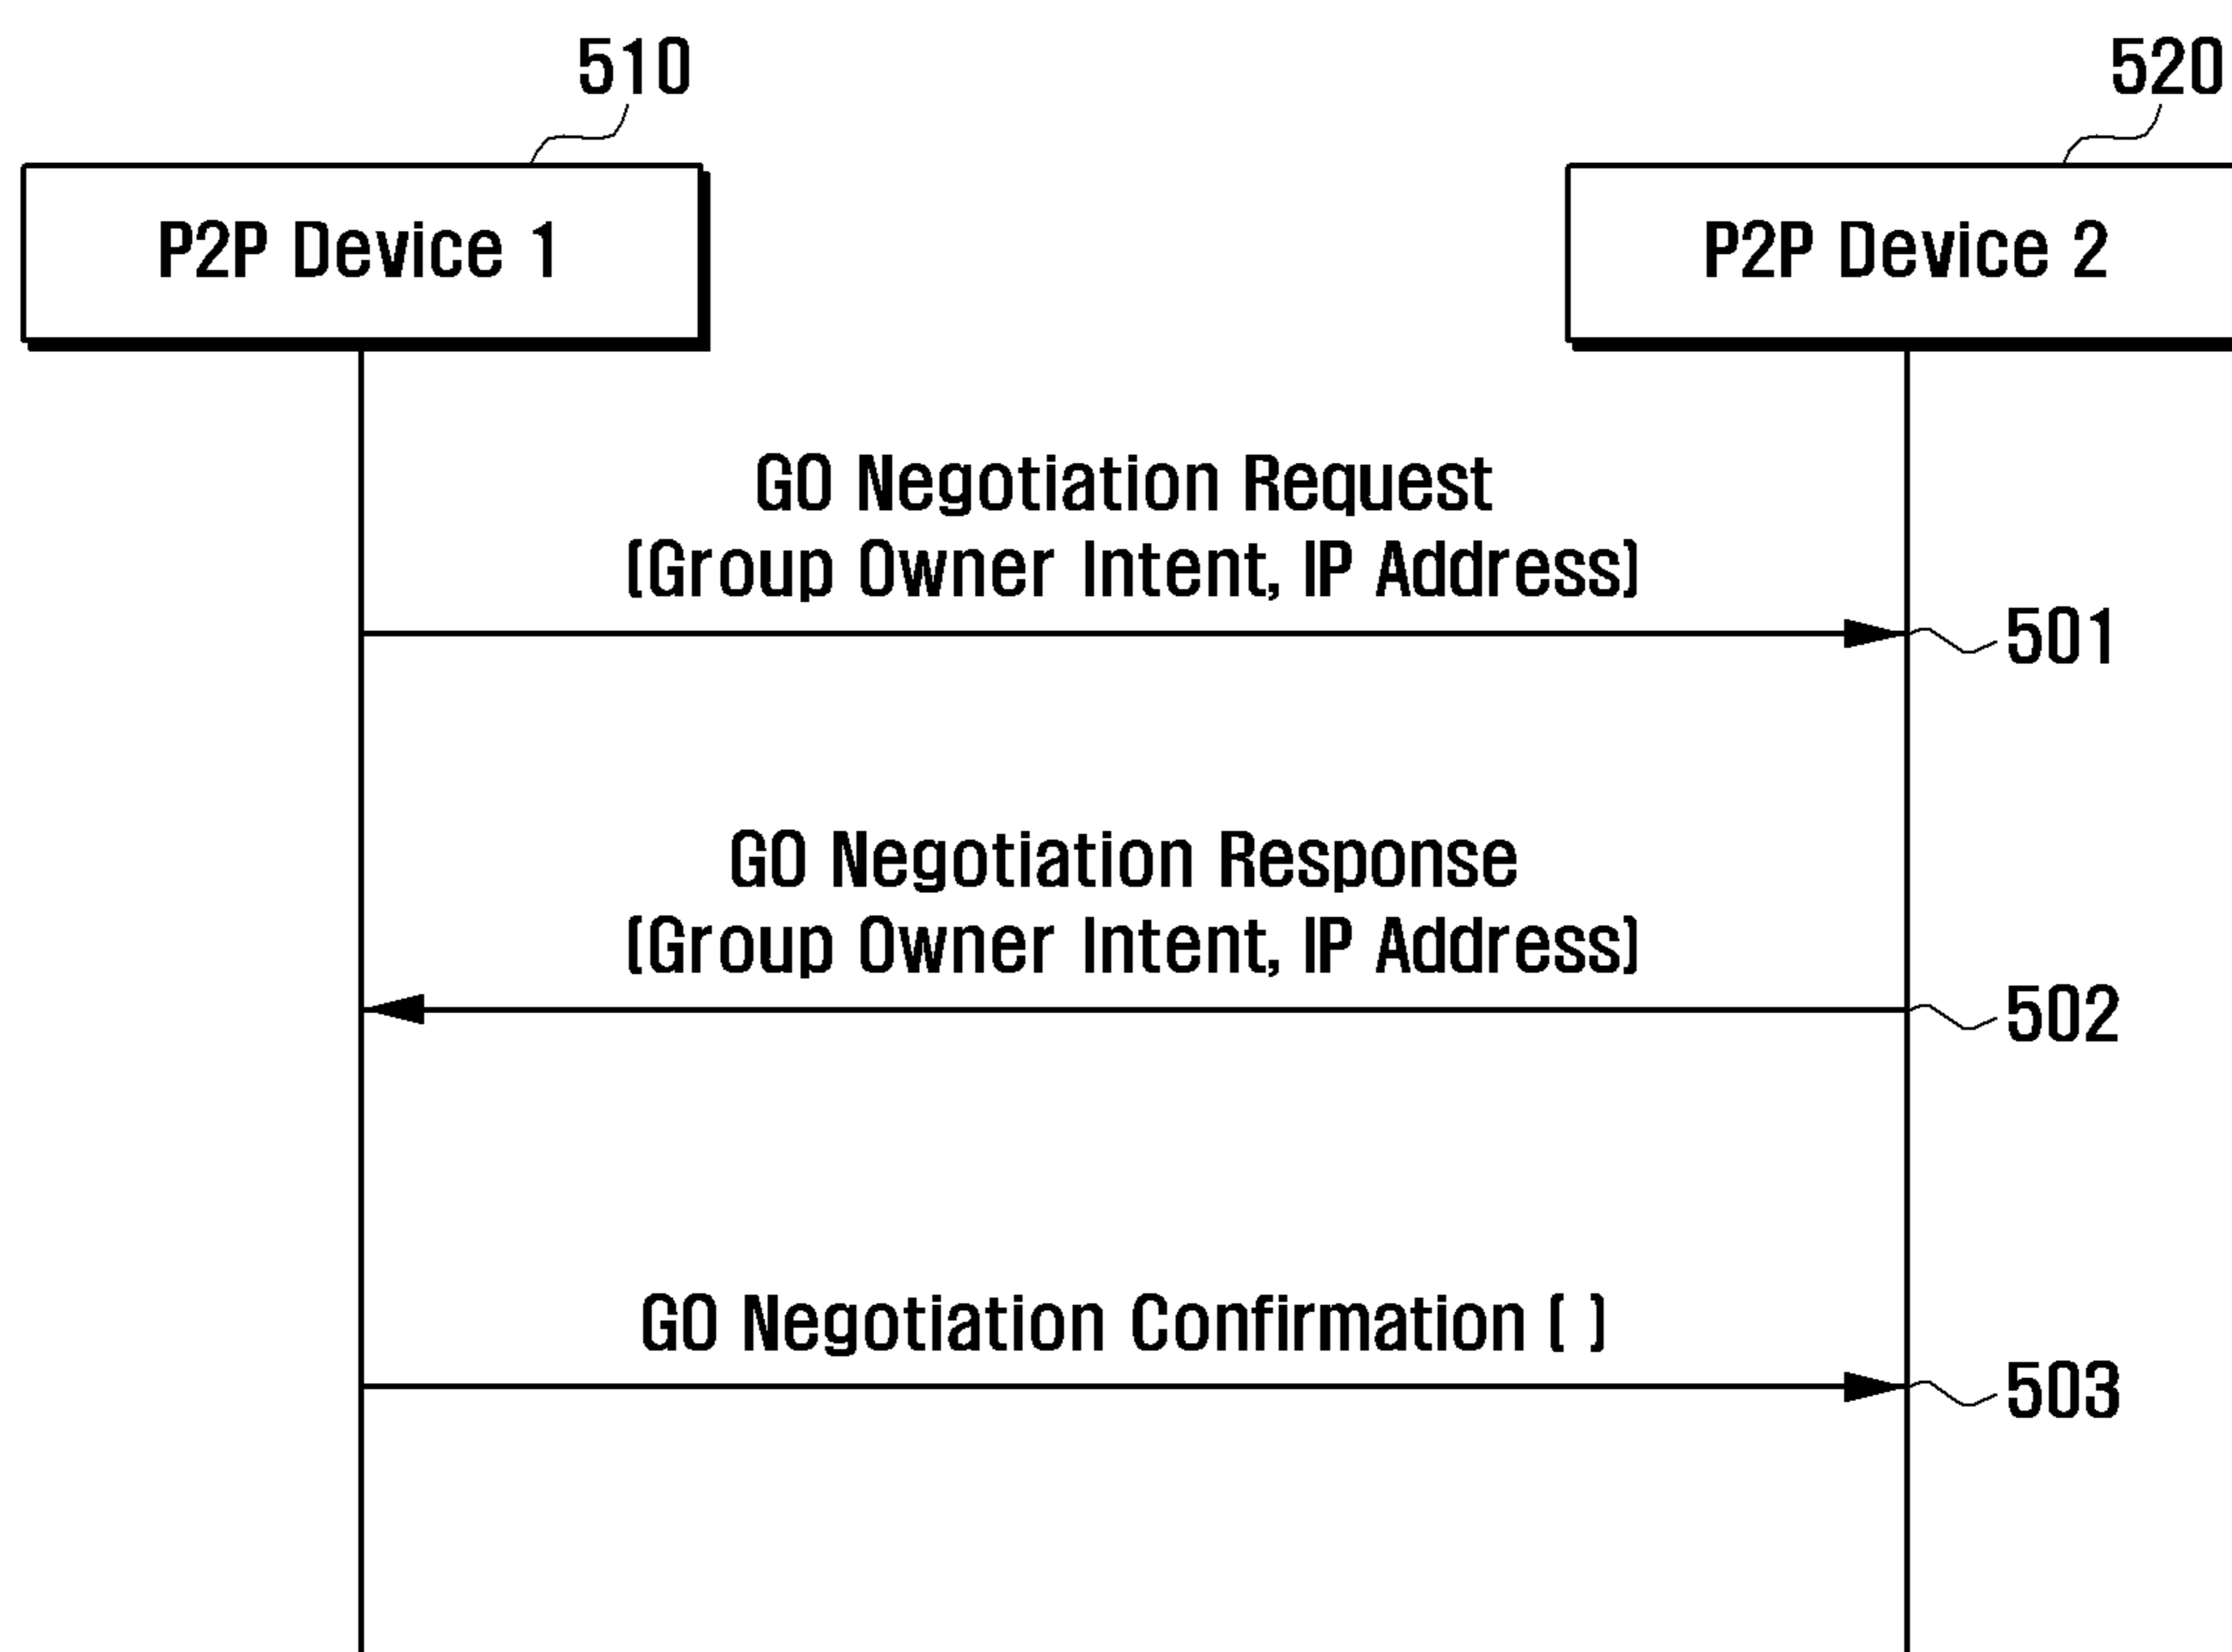 510
520
P2P Device 1
P2P Device 2
GO Negotiation Request
(Group Owner Intent, IP Address)
501
GO Negotiation Response
(Group Owner Intent, IP Address)
502
GO Negotiation Confirmation ( )
503